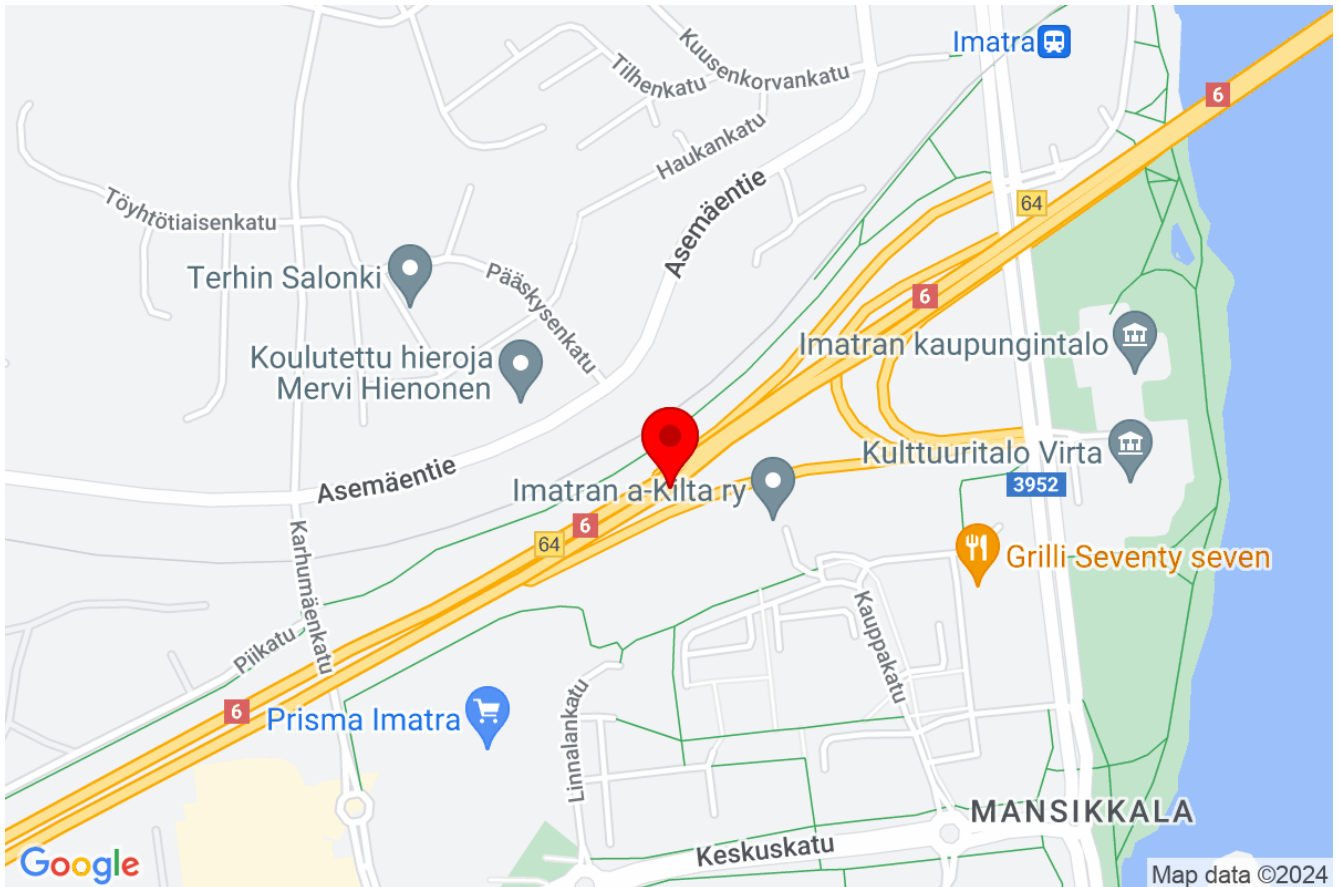 Imatra
Kuusenkorvankatu
Tilhenkatu
6
Haukankatu
Töyhtötiaisenkatu
Asemäentie
64
Terhin Salonki
Pääskysenkatu
6
Imatran kaupungintalo
Koulutettu hieroja
Mervi Hienonen
Kulttuuritalo Virta
Asemäentie
Imatran a-Kilta ry
3952
6
64
Karhumäenkatu
Grilli Seventy seven
Kauppakatu
Piikatu
6
Prisma Imatra
Linnalankatu
MANSIKKALA
Keskuskatu
Google
Map data ©2024